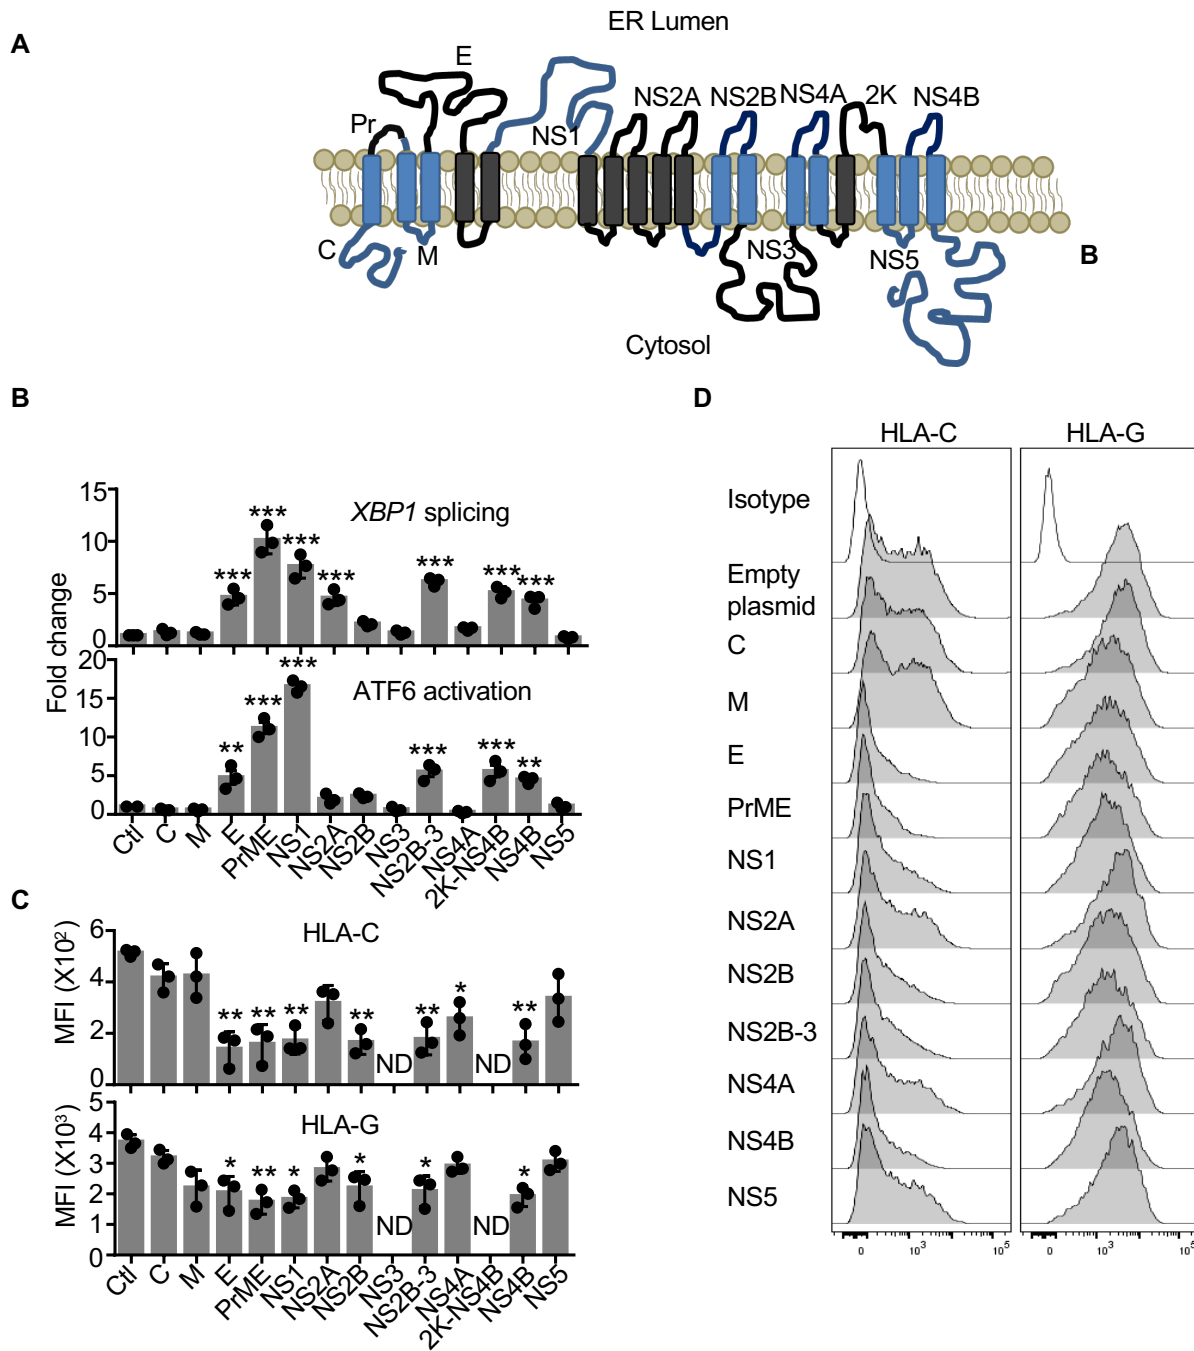 A
ER Lumen
E
Pr
NS1
NS2A
NS2B
NS4A
2K
NS4B
C
M
NS3
NS5
B
Cytosol
B
Fold change
15
10
5
0
XBP1 splicing
***
***
***
***
***
***
***
20
15
10
5
0
ATF6 activation
**
***
***
***
***
**
Ctl
C
M
E
PrME
NS1
NS2A
NS2B
NS3
NS2B-3
NS4A
2K-NS4B
NS4B
NS5
C
MFI (X10²)
6
4
2
0
HLA-C
**
**
**
**
ND
**
*
ND
**
MFI (X10³)
5
4
3
2
1
0
HLA-G
*
**
*
*
ND
*
ND
*
Ctl
C
M
E
PrME
NS1
NS2A
NS2B
NS3
NS2B-3
NS4A
2K-NS4B
NS4B
NS5
D
HLA-C
HLA-G
Isotype
Empty
plasmid
C
M
E
PrME
NS1
NS2A
NS2B
NS2B-3
NS4A
NS4B
NS5
0
10³
10⁵
0
10³
10⁵